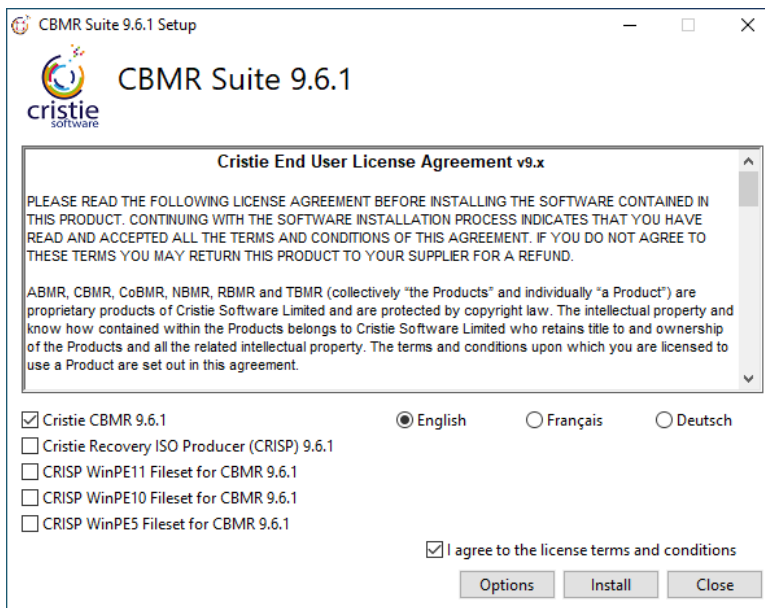 CBMR Suite 9.6.1 Setup
cristie
software
CBMR Suite 9.6.1
Cristie End User License Agreement v9.x
PLEASE READ THE FOLLOWING LICENSE AGREEMENT BEFORE INSTALLING THE SOFTWARE CONTAINED IN
THIS PRODUCT. CONTINUING WITH THE SOFTWARE INSTALLATION PROCESS INDICATES THAT YOU HAVE
READ AND ACCEPTED ALL THE TERMS AND CONDITIONS OF THIS AGREEMENT. IF YOU DO NOT AGREE TO
THESE TERMS YOU MAY RETURN THIS PRODUCT TO YOUR SUPPLIER FOR A REFUND.
ABMR, CBMR, CoBMR, NBMR, RBMR and TBMR (collectively “the Products” and individually “a Product”) are
proprietary products of Cristie Software Limited and are protected by copyright law. The intellectual property and
know how contained within the Products belongs to Cristie Software Limited who retains title to and ownership
of the Products and all the related intellectual property. The terms and conditions upon which you are licensed to
use a Product are set out in this agreement.
Cristie CBMR 9.6.1 English Français Deutsch
Cristie Recovery ISO Producer (CRISP) 9.6.1
CRISP WinPE11 Fileset for CBMR 9.6.1
CRISP WinPE10 Fileset for CBMR 9.6.1
CRISP WinPE5 Fileset for CBMR 9.6.1
I agree to the license terms and conditions
Options Install Close